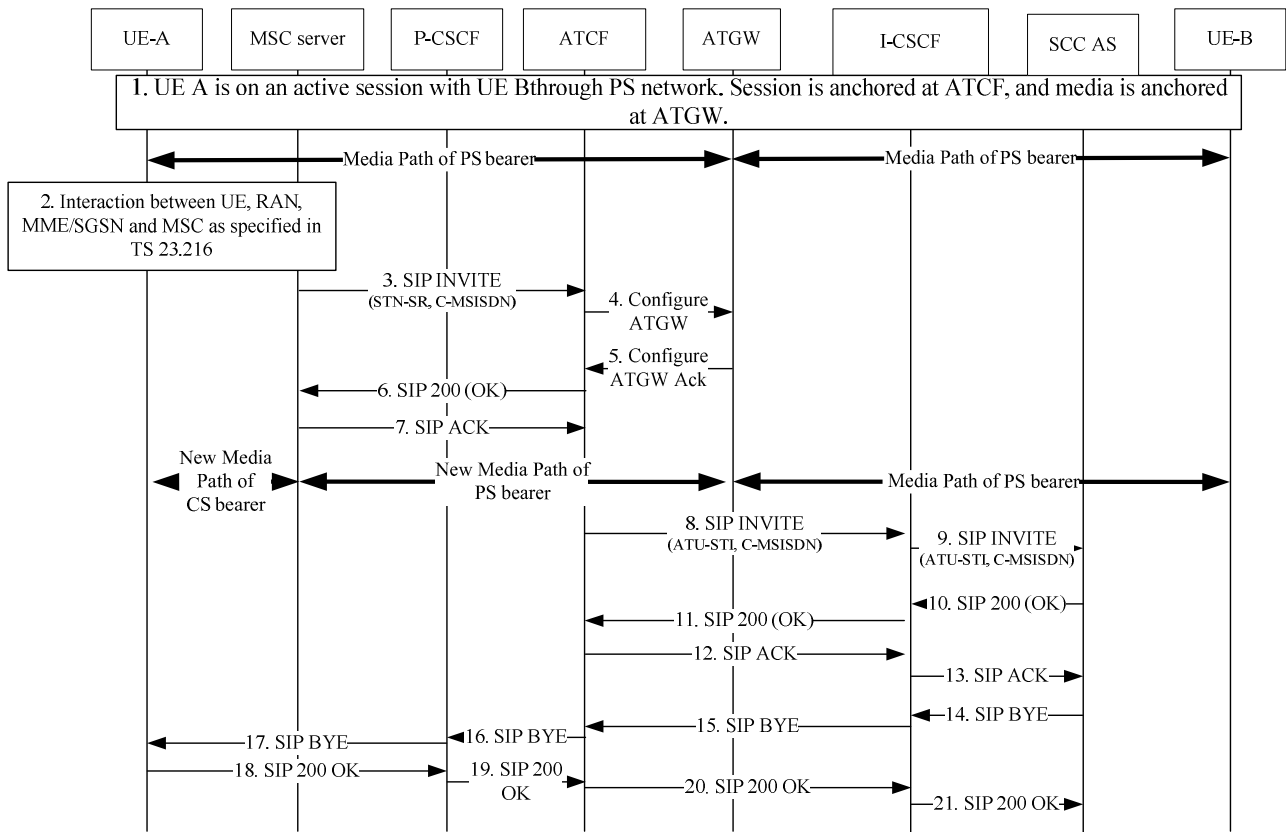 UE-A
MSC server
P-CSCF
ATCF
ATGW
I-CSCF
SCC AS
UE-B
1. UE A is on an active session with UE Bthrough PS network. Session is anchored at ATCF, and media is anchored
at ATGW.
Media Path of PS bearer
Media Path of PS bearer
2. Interaction between UE, RAN,
MME/SGSN and MSC as specified in
TS 23.216
3. SIP INVITE
(STN-SR, C-MSISDN)
4. Configure
ATGW
5. Configure
ATGW Ack
6. SIP 200 (OK)
7. SIP ACK
New Media
Path of
CS bearer
New Media Path of
PS bearer
Media Path of PS bearer
8. SIP INVITE
(ATU-STI, C-MSISDN)
9. SIP INVITE
(ATU-STI, C-MSISDN)
10. SIP 200 (OK)
11. SIP 200 (OK)
12. SIP ACK
13. SIP ACK
14. SIP BYE
15. SIP BYE
16. SIP BYE
17. SIP BYE
18. SIP 200 OK
19. SIP 200
OK
20. SIP 200 OK
21. SIP 200 OK